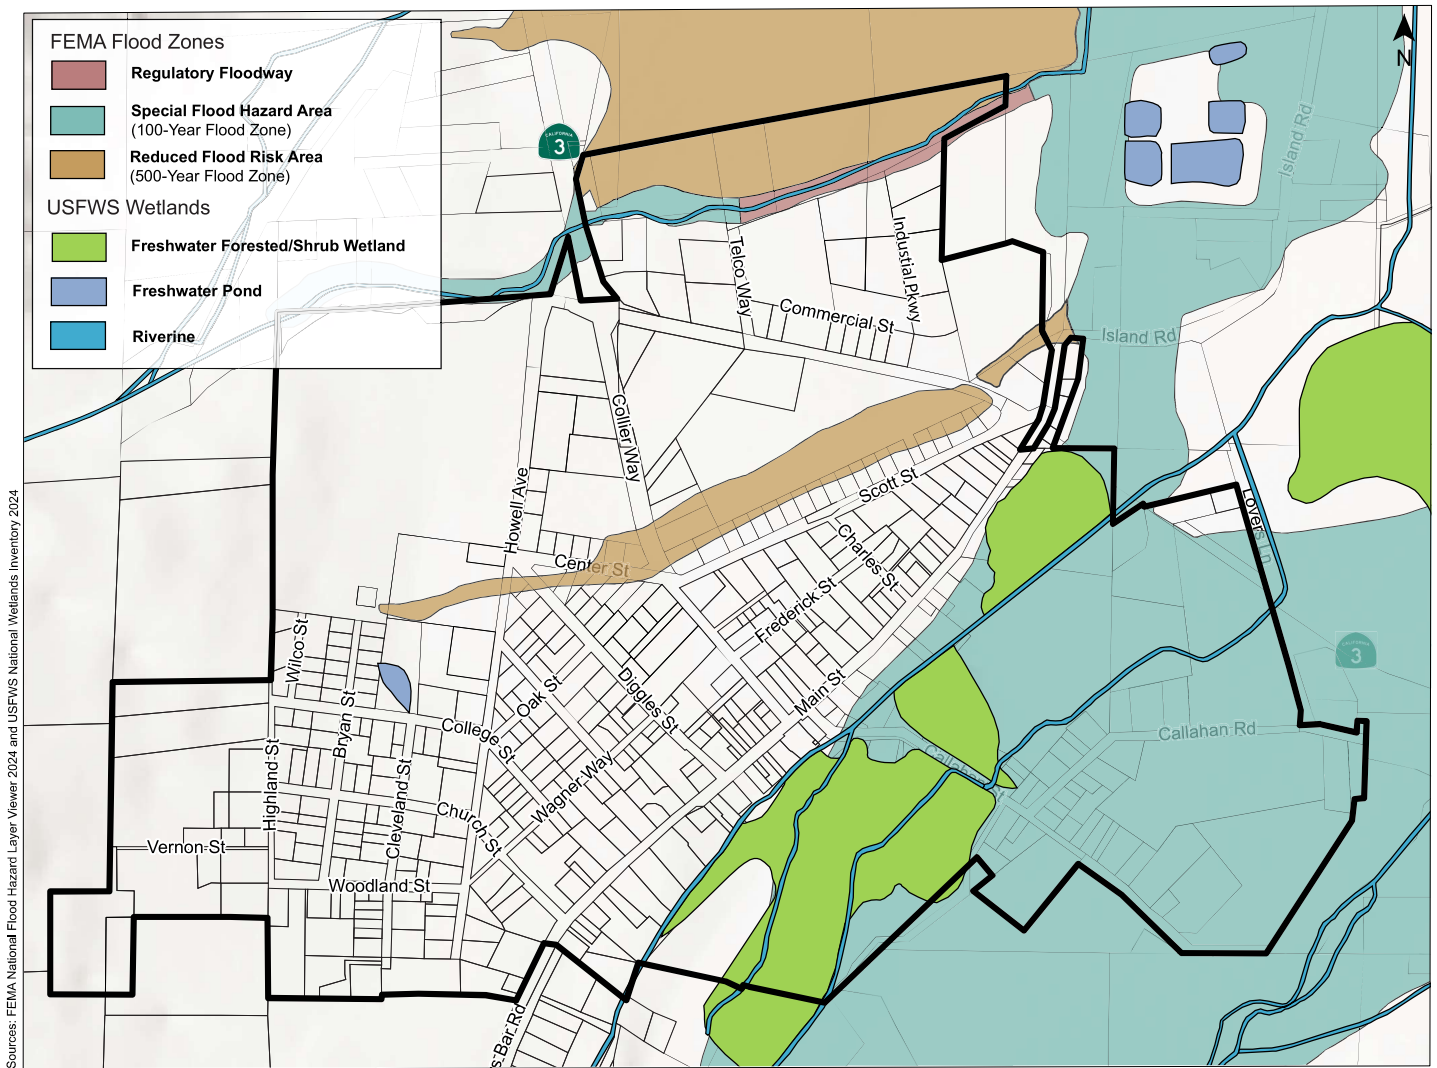 FEMA Flood Zones
Regulatory Floodway
Special Flood Hazard Area
(100-Year Flood Zone)
Reduced Flood Risk Area
(500-Year Flood Zone)
USFWS Wetlands
Freshwater Forested/Shrub Wetland
Freshwater Pond
Riverine
N
CALIFORNIA
3
Island Rd
Telco Way
Industial Pkwy
Commercial St
Island Rd
Collier Way
Howell Ave
Scott St
Lovers Ln
Center St
Charles St
Frederick St
Wilco St
CALIFORNIA
3
Diggles St
Oak St
Main St
Bryan St
College St
Callahan Rd
Highland St
Wagner Way
Callahan St
Cleveland St
Church St
Vernon St
Woodland St
s Bar Rd
Sources: FEMA National Flood Hazard Layer Viewer 2024 and USFWS National Wetlands Inventory 2024